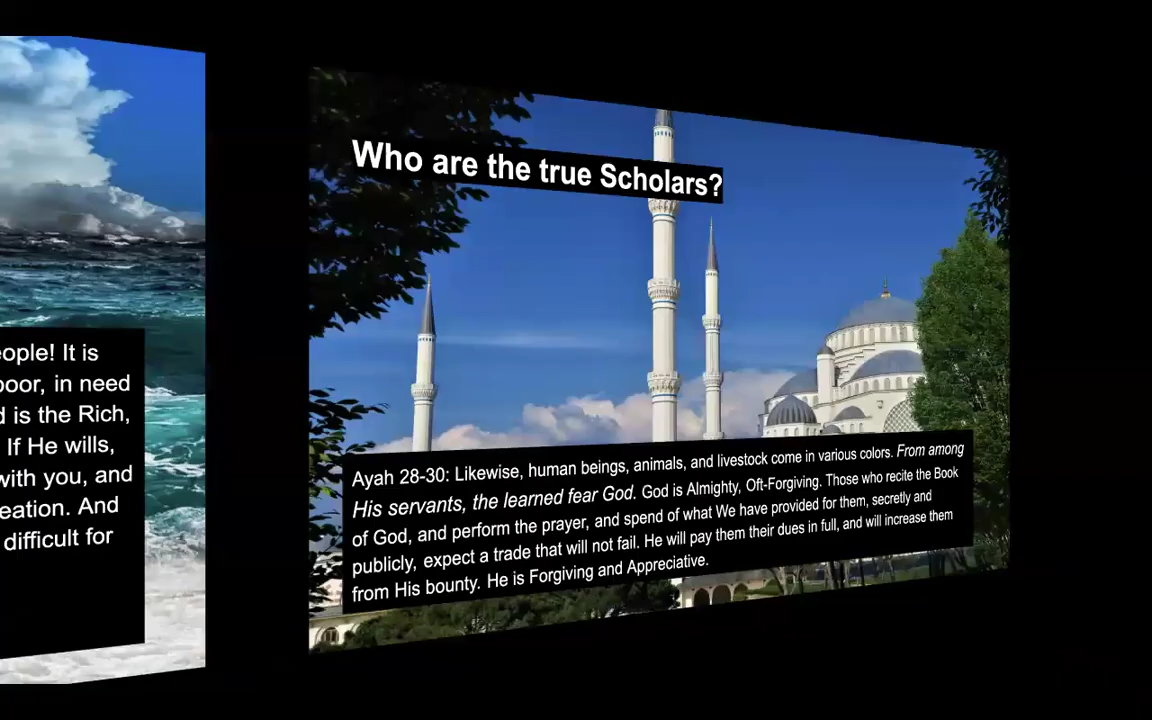 eople! It is
poor, in need
d is the Rich,
If He wills,
with you, and
eation. And
difficult for
Who are the true Scholars?
Ayah 28-30: Likewise, human beings, animals, and livestock come in various colors. From among
His servants, the learned fear God. God is Almighty, Oft-Forgiving. Those who recite the Book
of God, and perform the prayer, and spend of what We have provided for them, secretly and
publicly, expect a trade that will not fail. He will pay them their dues in full, and will increase them
from His bounty. He is Forgiving and Appreciative.